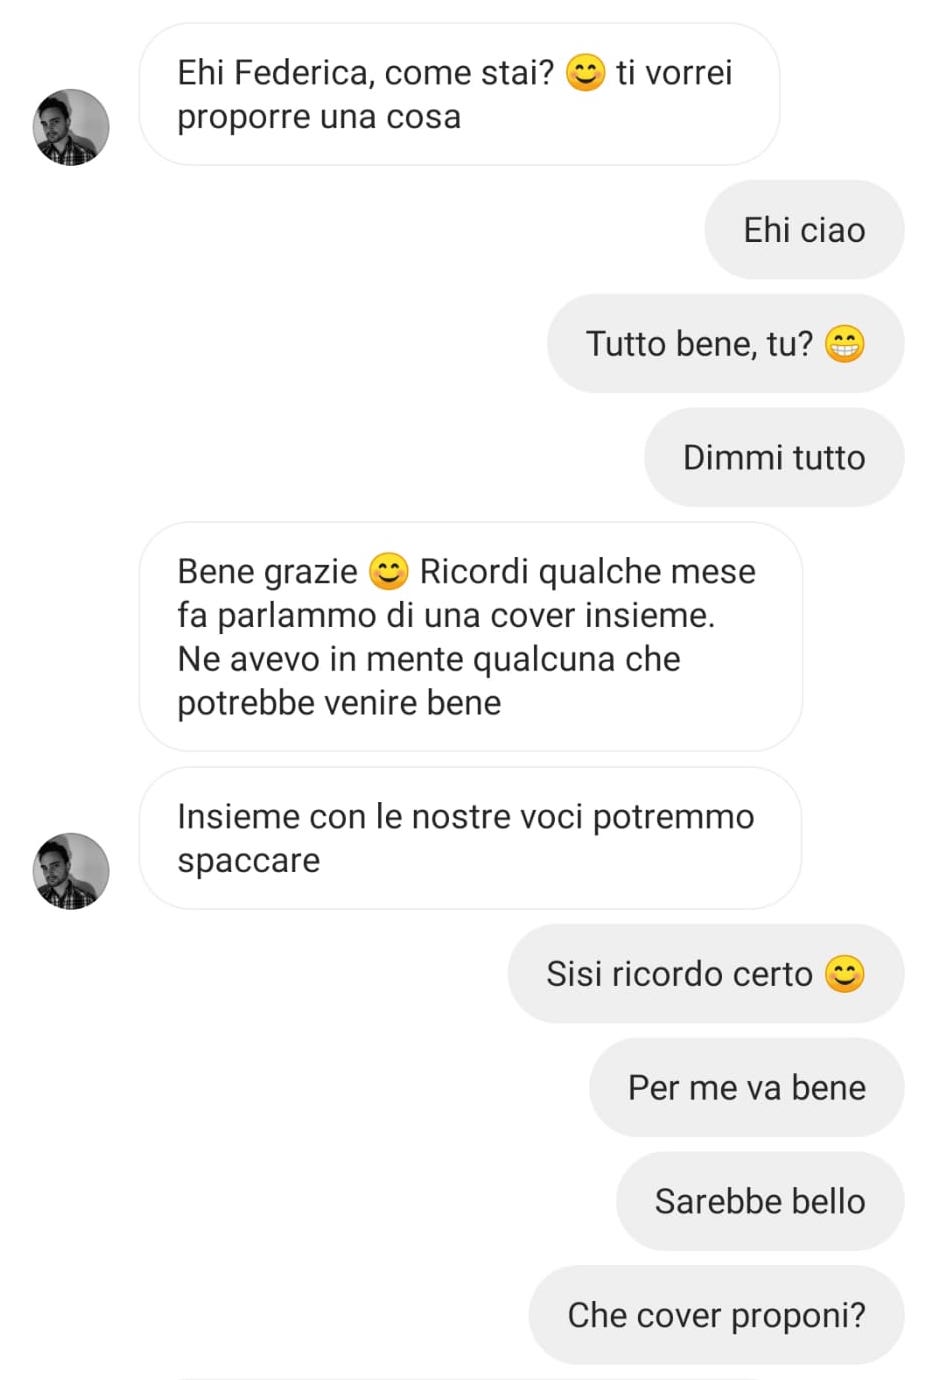 Ehi Federica, come stai? 😊 ti vorrei
proporre una cosa
Ehi ciao
Tutto bene, tu? 😁
Dimmi tutto
Bene grazie 😊 Ricordi qualche mese
fa parlammo di una cover insieme.
Ne avevo in mente qualcuna che
potrebbe venire bene
Insieme con le nostre voci potremmo
spaccare
Sisi ricordo certo 😊
Per me va bene
Sarebbe bello
Che cover proponi?